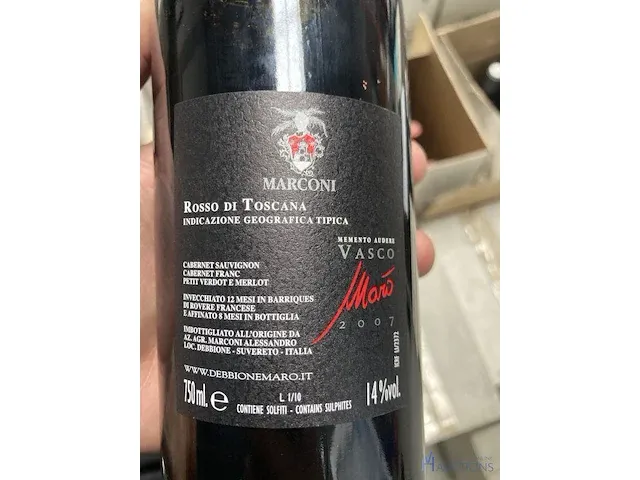 MARCONI
ROSSO DI TOSCANA
INDICAZIONE GEOGRAFICA TIPICA
MEMENTO AUDERE
VASCO
Marò
2007
CABERNET SAUVIGNON
CABERNET FRANC
PETIT VERDOT E MERLOT
INVECCHIATO 12 MESI IN BARRIQUES
DI ROVERE FRANCESE
E AFFINATO 8 MESI IN BOTTIGLIA
IMBOTTIGLIATO ALL'ORIGINE DA
AZ. AGR. MARCONI ALESSANDRO
LOC. DEBBIONE - SUVERETO - ITALIA
WWW.DEBBIONEMARO.IT
750 ml. e
L. 1/10
14%vol.
CONTIENE SOLFITI - CONTAINS SULPHITES